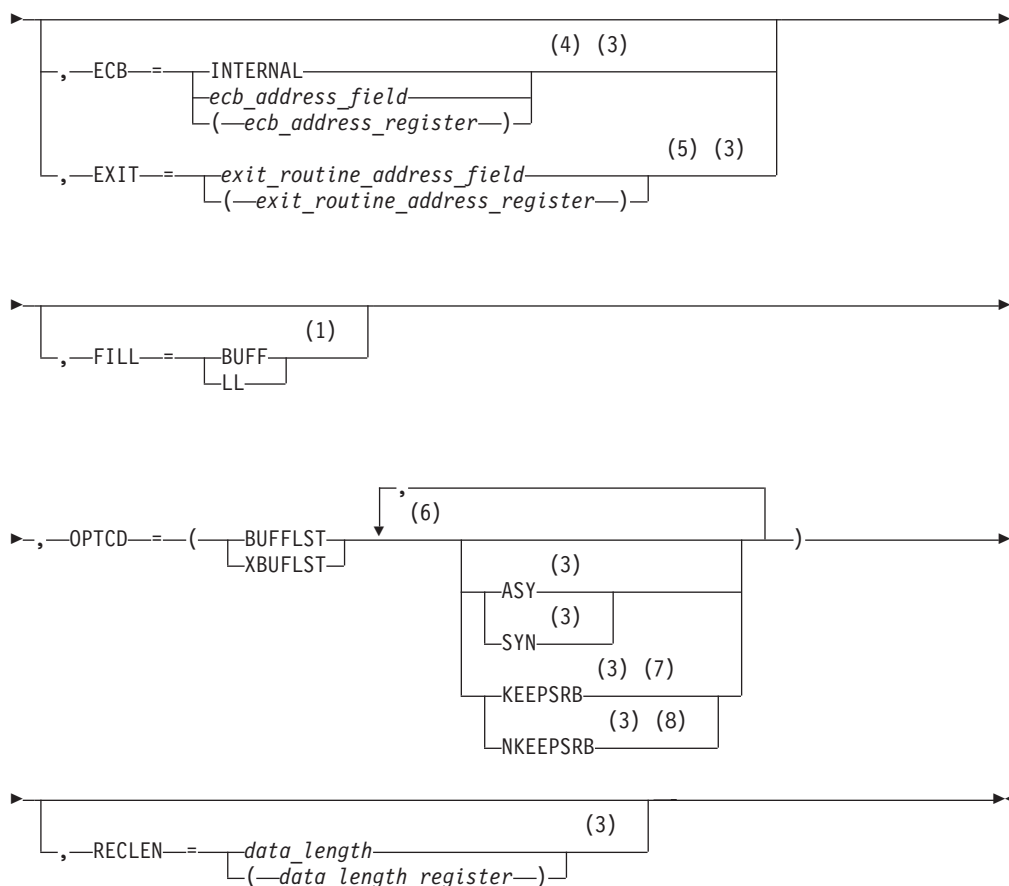 (4) (3)
, ECB = INTERNAL
ecb_address_field
( ecb_address_register )
(5) (3)
, EXIT = exit_routine_address_field
( exit_routine_address_register )
(1)
, FILL = BUFF
LL
,
(6)
, OPTCD = ( BUFFLST )
XBUFLST
(3)
ASY
(3)
SYN
(3) (7)
KEEPSRB
(3) (8)
NKEEPSRB
(3)
, RECLEN = data_length
( data_length_register )